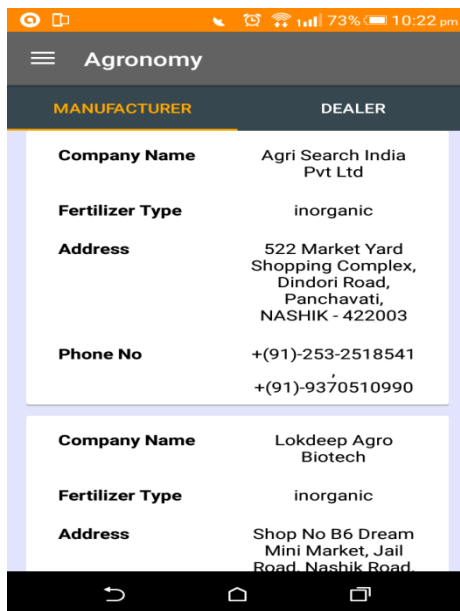 73% 10:22 pm
Agronomy
MANUFACTURER DEALER
Company Name Agri Search India
Pvt Ltd
Fertilizer Type inorganic
Address 522 Market Yard
Shopping Complex,
Dindori Road,
Panchavati,
NASHIK - 422003
Phone No +(91)-253-2518541
,
+(91)-9370510990
Company Name Lokdeep Agro
Biotech
Fertilizer Type inorganic
Address Shop No B6 Dream
Mini Market, Jail
Road, Nashik Road,